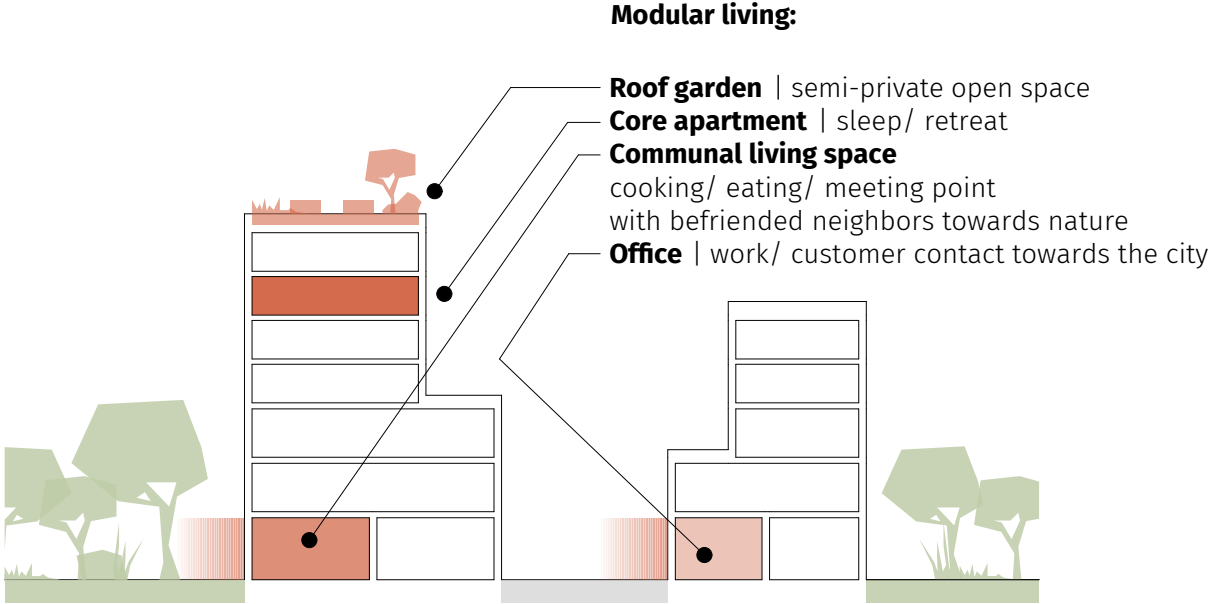 Modular living:
Roof garden | semi-private open space
Core apartment | sleep/ retreat
Communal living space
cooking/ eating/ meeting point
with befriended neighbors towards nature
Office | work/ customer contact towards the city